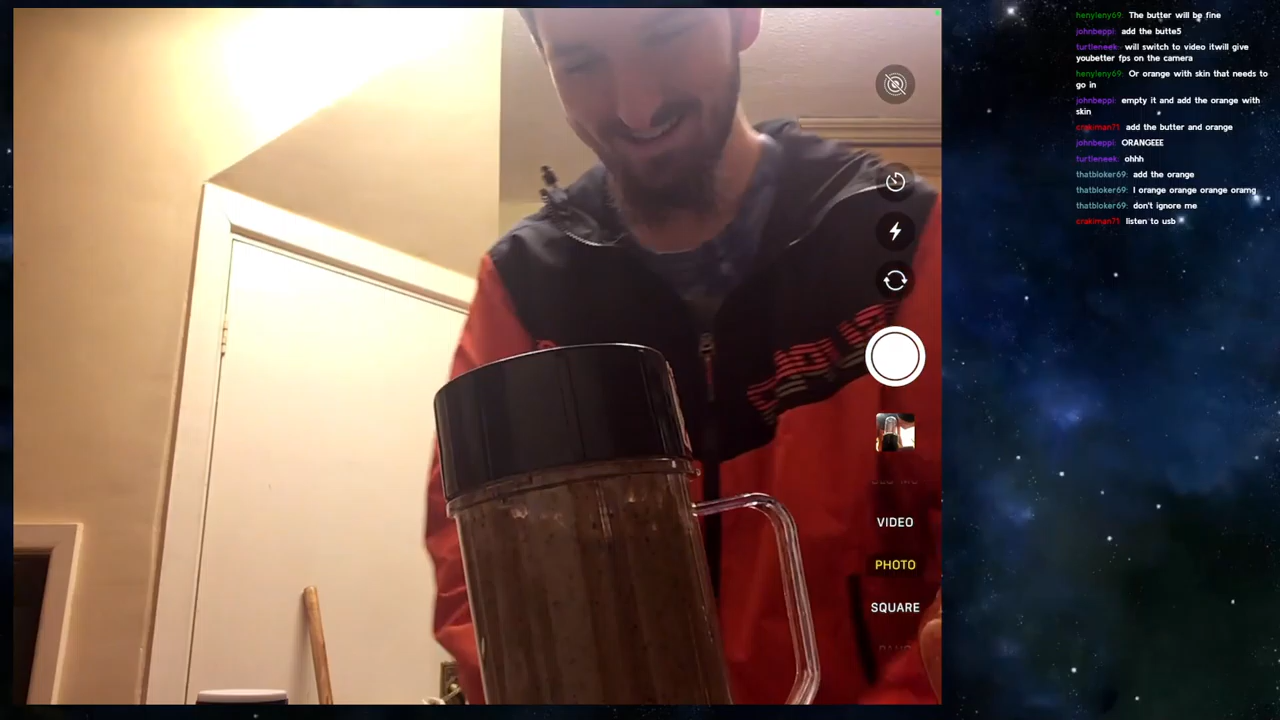 henyleny69: The butter will be fine
johnbeppi: add the butte5
turtleneek: will switch to video itwill give
youbetter fps on the camera
henyleny69: Or orange with skin that needs to
go in
johnbeppi: empty it and add the orange with
skin
crakiman71: add the butter and orange
johnbeppi: ORANGEEE
turtleneek: ohhh
thatbloker69: add the orange
thatbloker69: I orange orange orange oramg
thatbloker69: don't ignore me
crakiman71: listen to usb
VIDEO
PHOTO
SQUARE